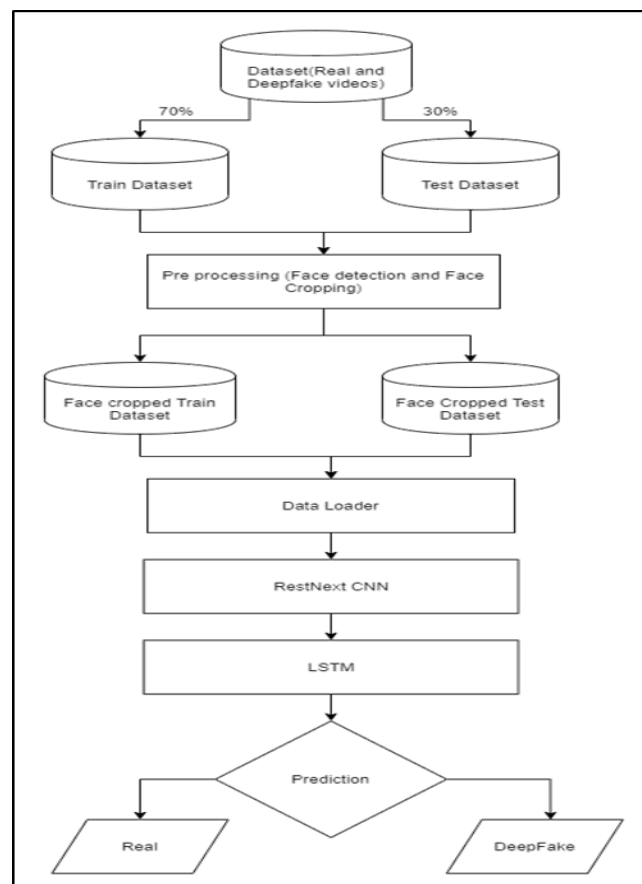 Dataset(Real and
Deepfake videos)
70%
30%
Train Dataset
Test Dataset
Pre processing (Face detection and Face
Cropping)
Face cropped Train
Dataset
Face Cropped Test
Dataset
Data Loader
RestNext CNN
LSTM
Prediction
Real
DeepFake